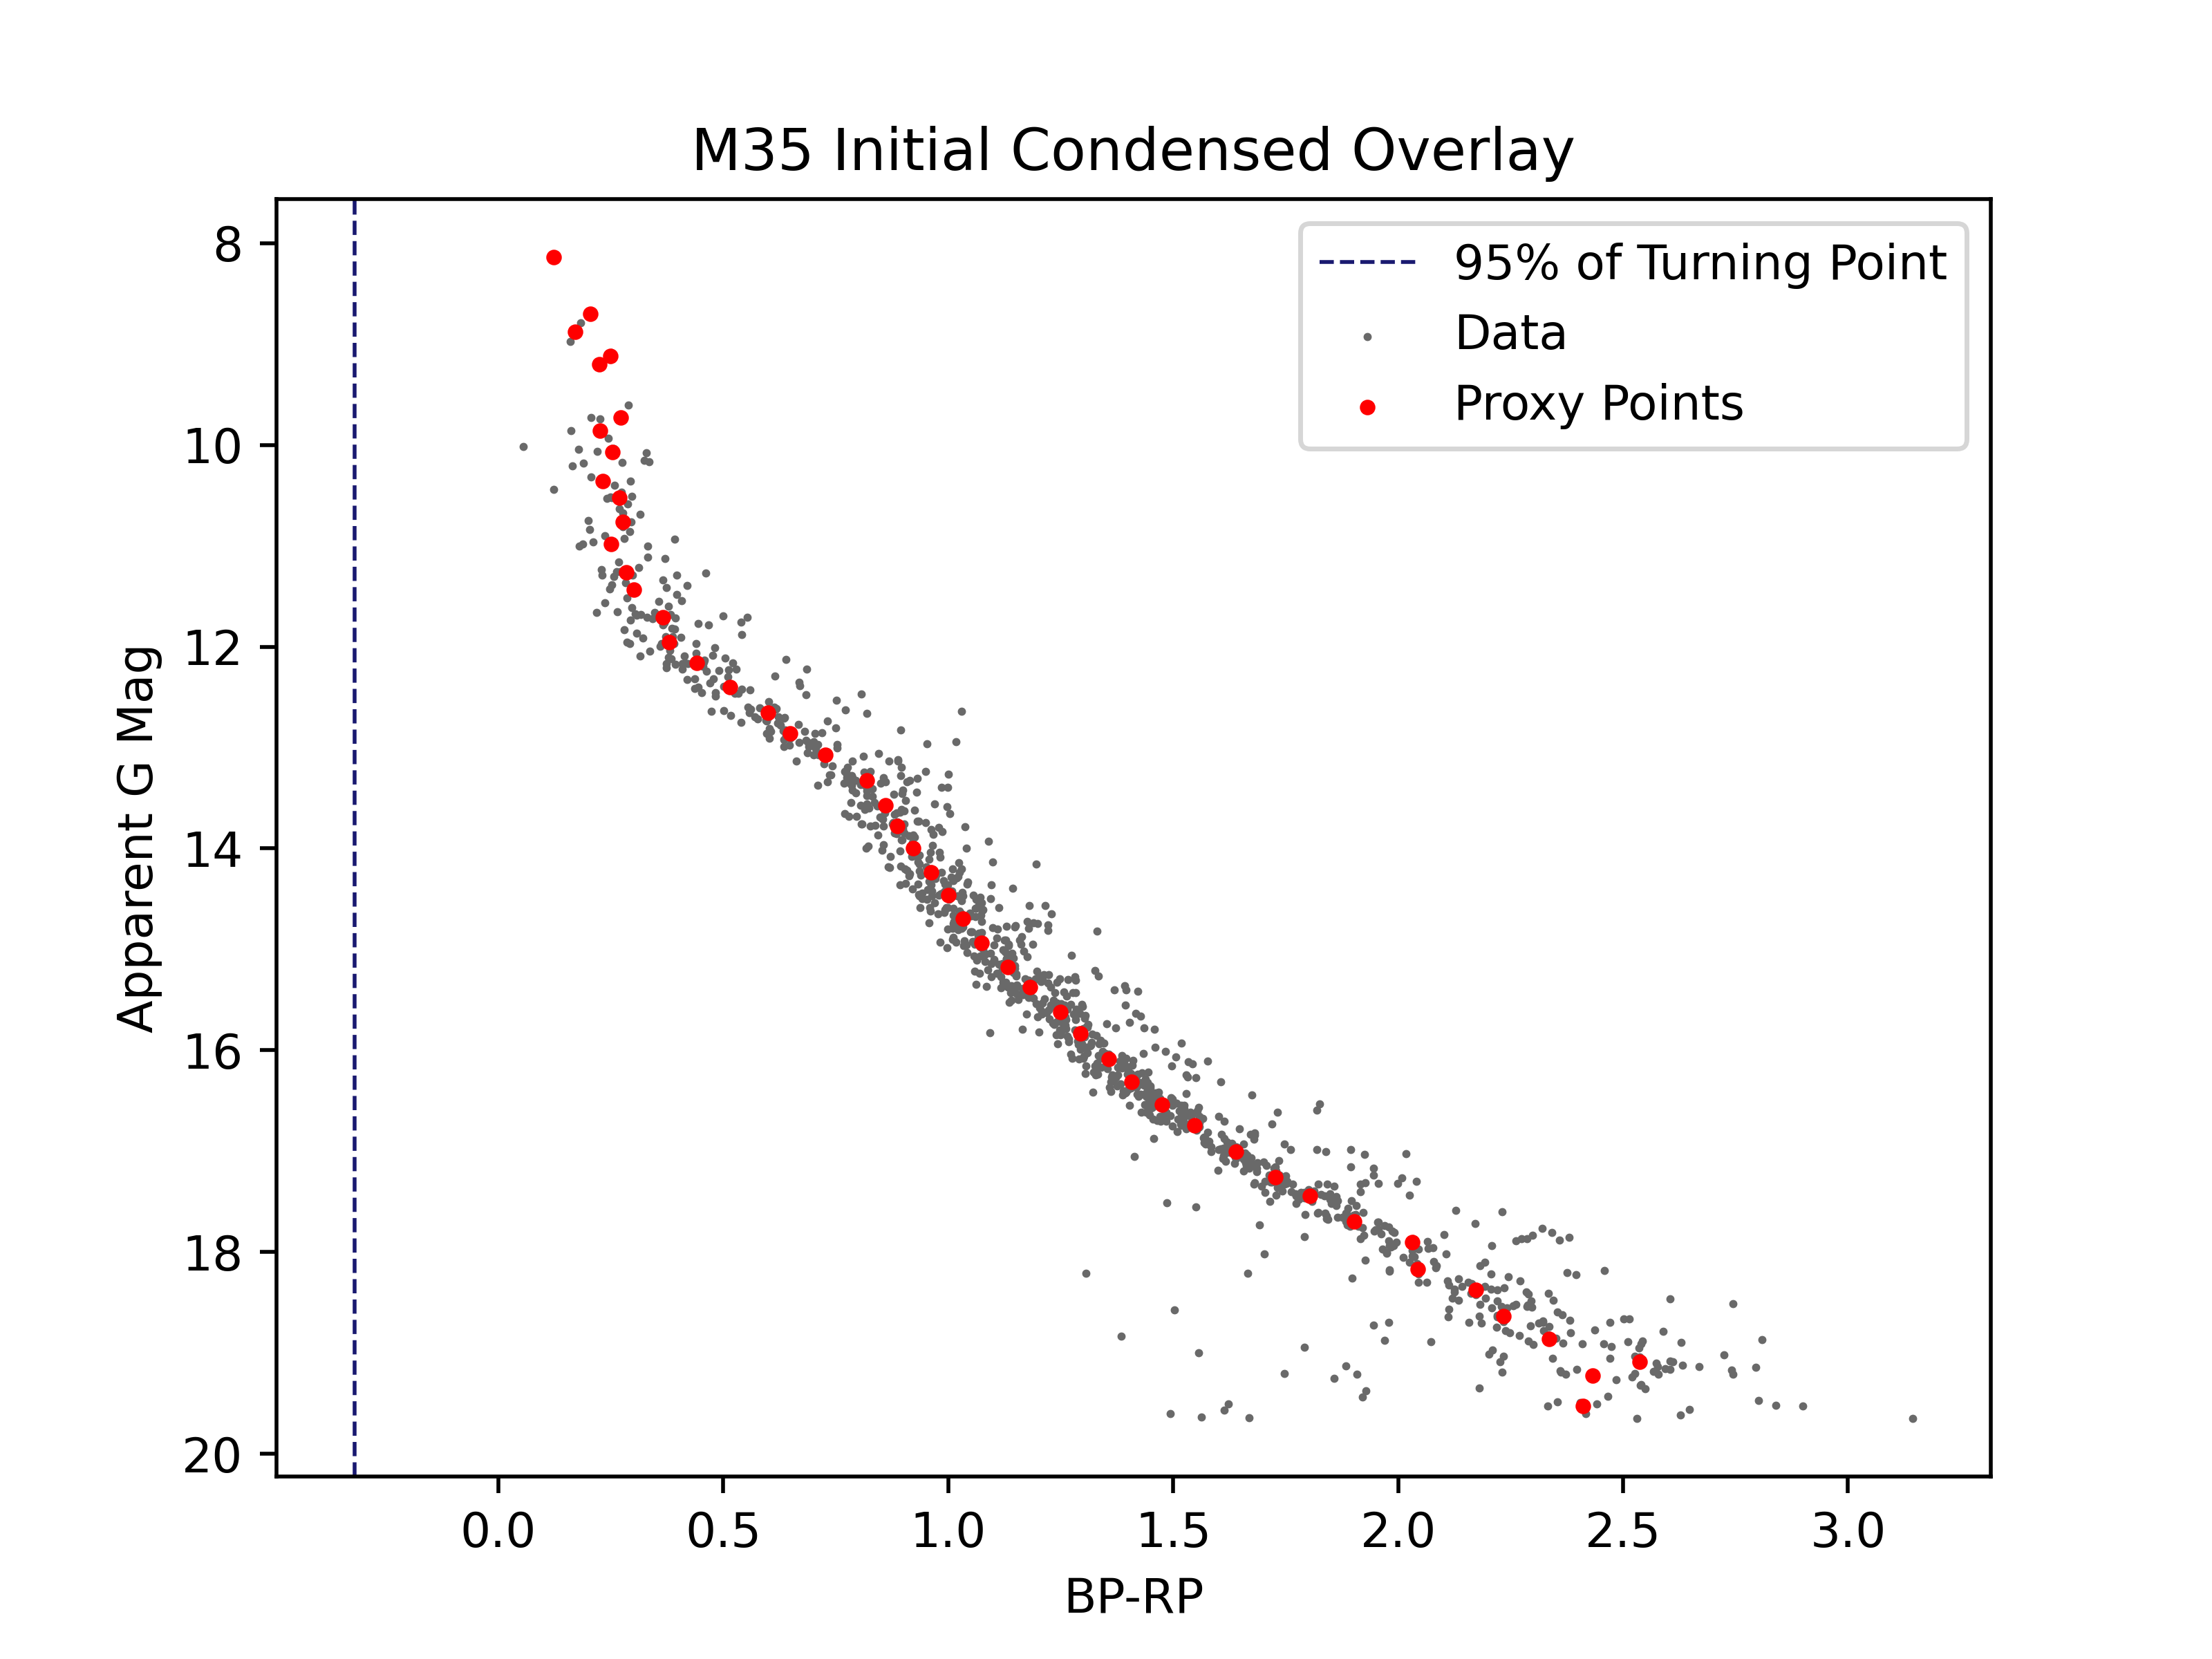 M35 Initial Condensed Overlay
95% of Turning Point
Data
Proxy Points
Apparent G Mag
8
10
12
14
16
18
20
0.0 0.5 1.0 1.5 2.0 2.5 3.0
BP-RP